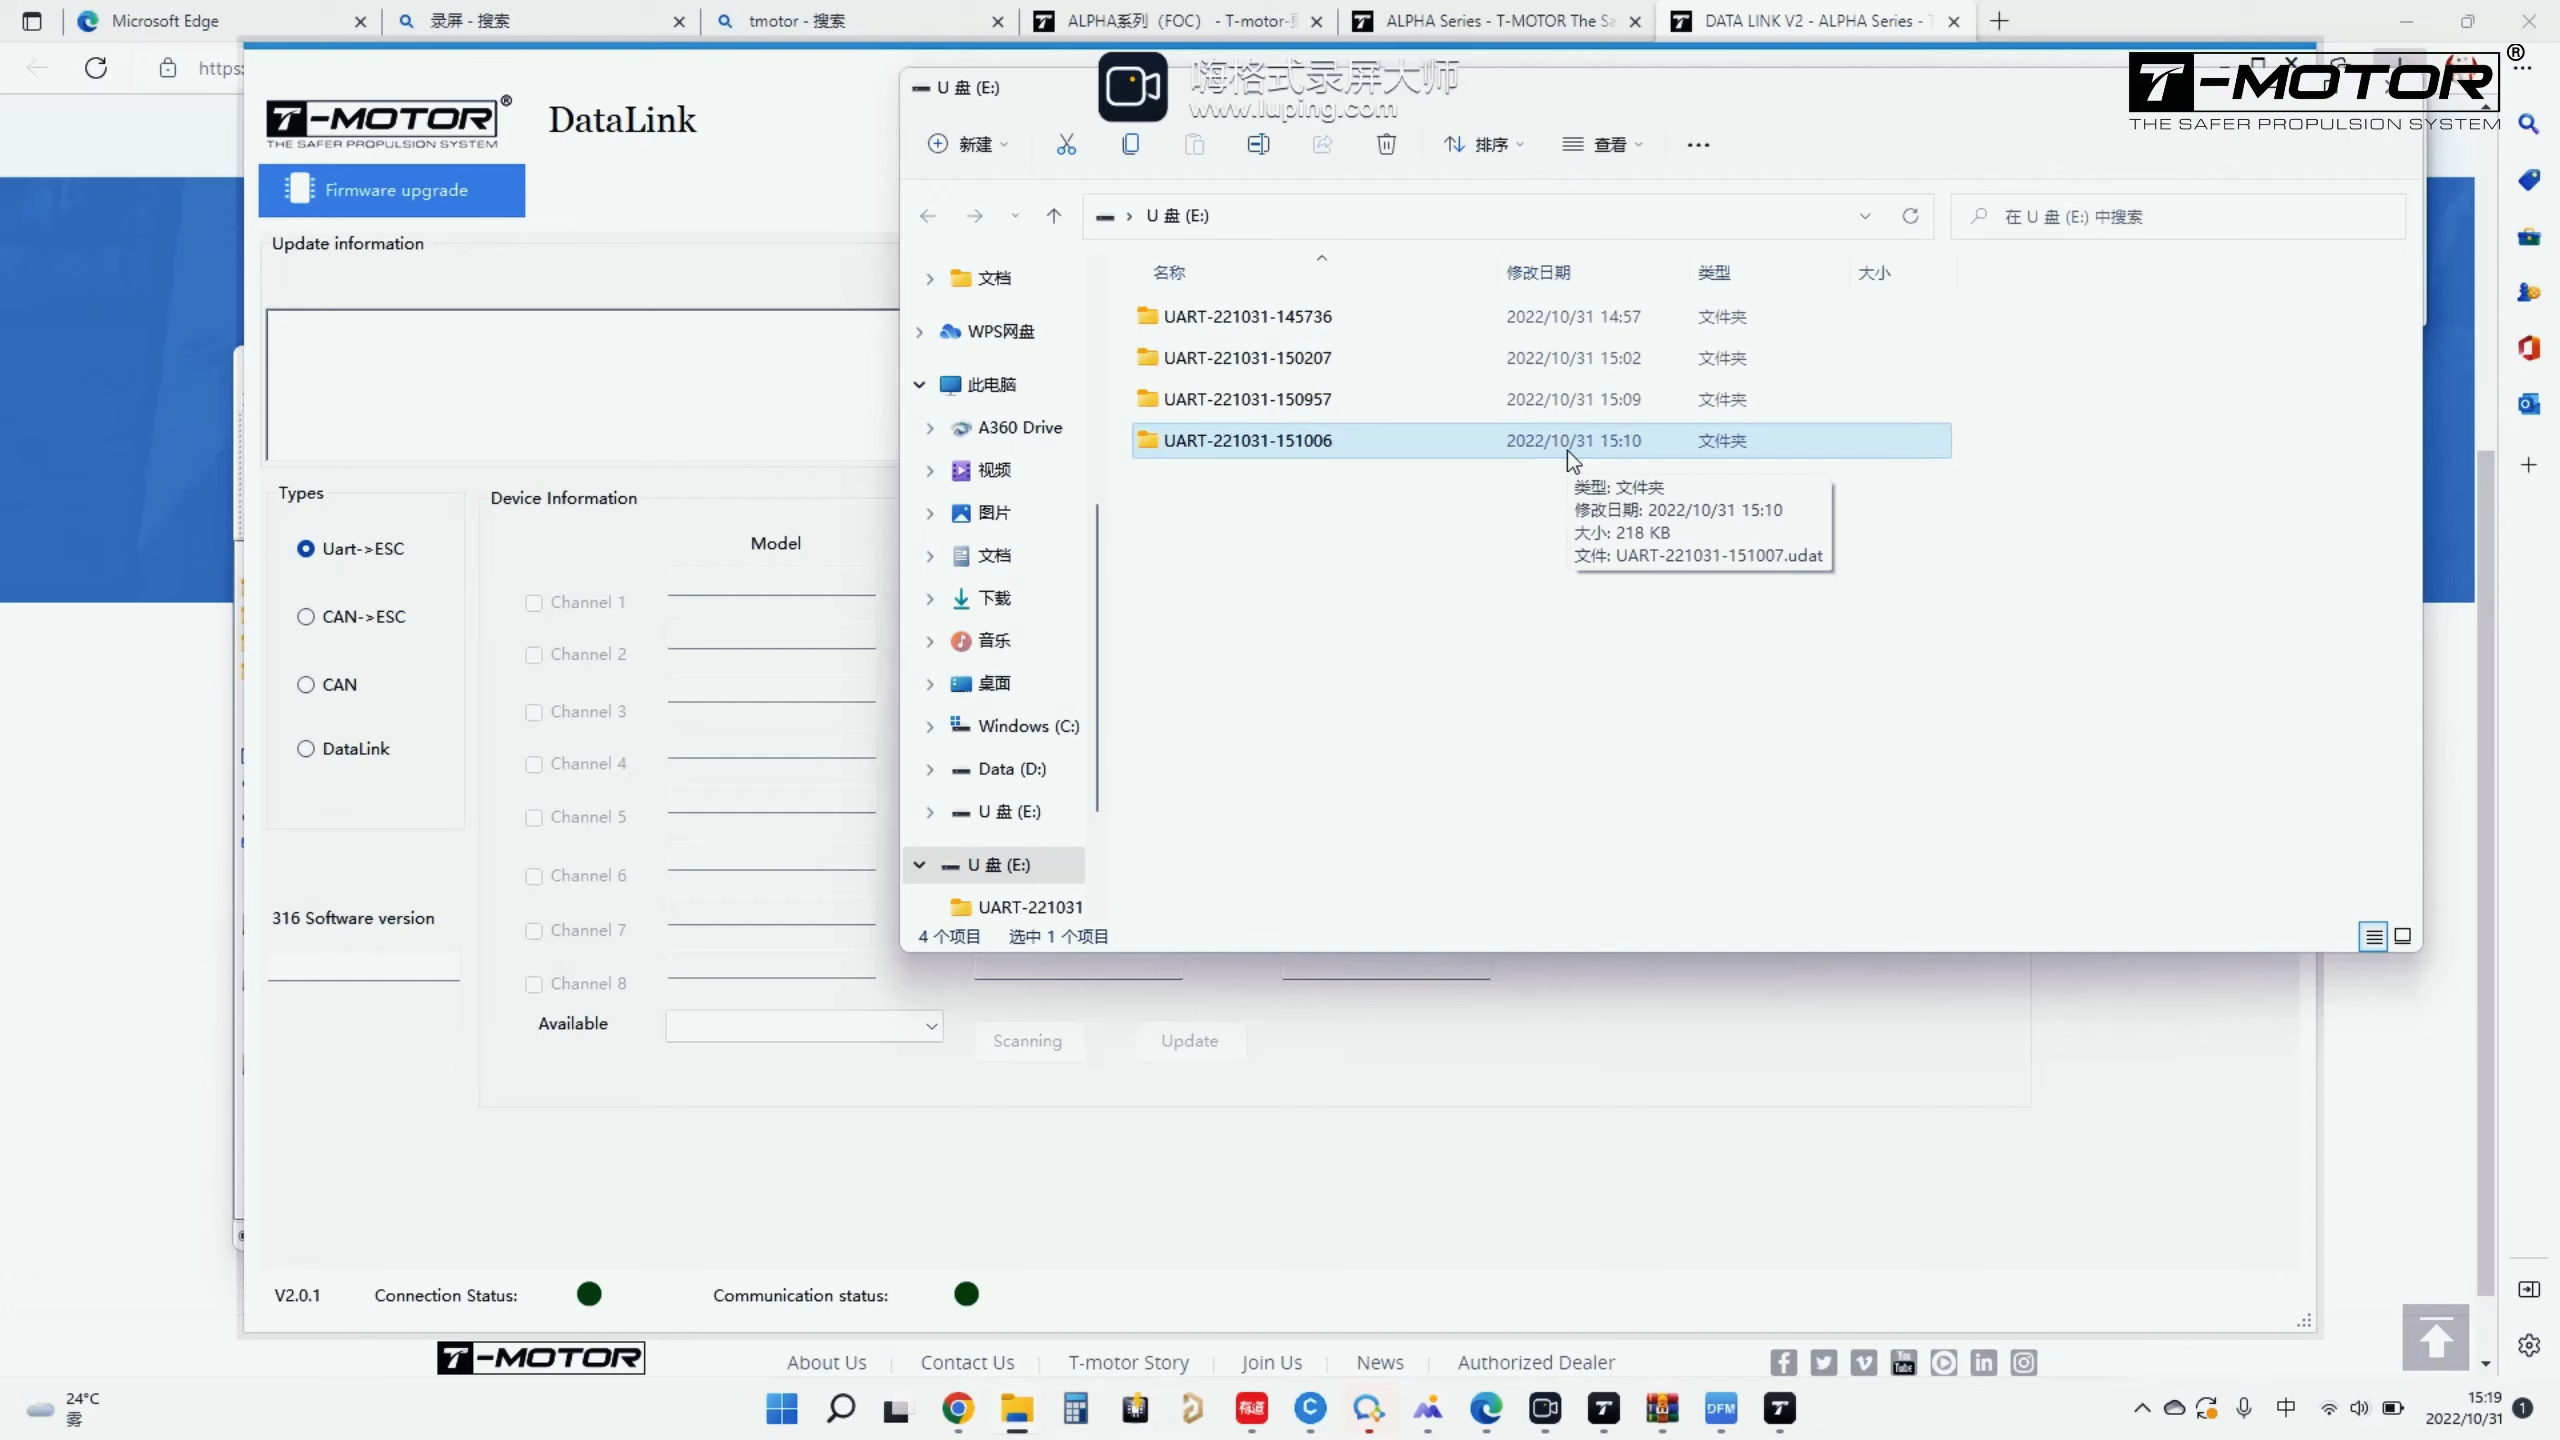 Microsoft Edge
录屏 - 搜索
tmotor - 搜索
ALPHA系列（FOC） - T-motor-
ALPHA Series - T-MOTOR The Sa
DATA LINK V2 - ALPHA Series -
https:
T-MOTOR®
THE SAFER PROPULSION SYSTEM
DataLink
Firmware upgrade
Update information
Types
Uart->ESC
CAN->ESC
CAN
DataLink
316 Software version
Device Information
Model
Channel 1
Channel 2
Channel 3
Channel 4
Channel 5
Channel 6
Channel 7
Channel 8
Available
Scanning
Update
V2.0.1
Connection Status:
Communication status:
U 盘 (E:)
嗨格式录屏大师
www.luping.com
T-MOTOR®
THE SAFER PROPULSION SYSTEM
新建
排序
查看
U 盘 (E:)
在 U 盘 (E:) 中搜索
文档
WPS网盘
此电脑
A360 Drive
视频
图片
文档
下载
音乐
桌面
Windows (C:)
Data (D:)
U 盘 (E:)
U 盘 (E:)
UART-221031
名称 修改日期 类型 大小
UART-221031-145736 2022/10/31 14:57 文件夹
UART-221031-150207 2022/10/31 15:02 文件夹
UART-221031-150957 2022/10/31 15:09 文件夹
UART-221031-151006 2022/10/31 15:10 文件夹
类型: 文件夹
修改日期: 2022/10/31 15:10
大小: 218 KB
文件: UART-221031-151007.udat
4 个项目 选中 1 个项目
T-MOTOR
About Us
Contact Us
T-motor Story
Join Us
News
Authorized Dealer
You
Tube
24°C
雾
有道
DFM
中
15:19
2022/10/31
1